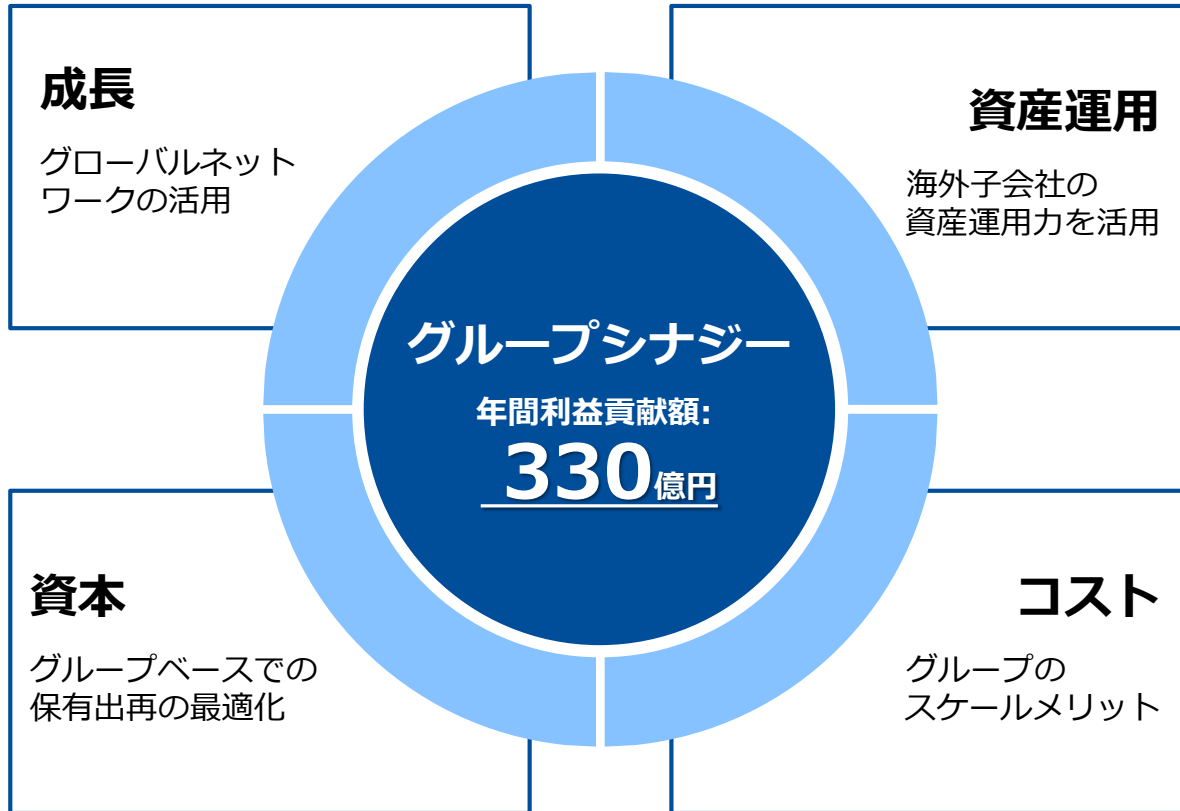 成長
グローバルネット
ワークの活用
資産運用
海外子会社の
資産運用力を活用
グループシナジー
年間利益貢献額:
330億円
資本
グループベースでの
保有出再の最適化
コスト
グループの
スケールメリット